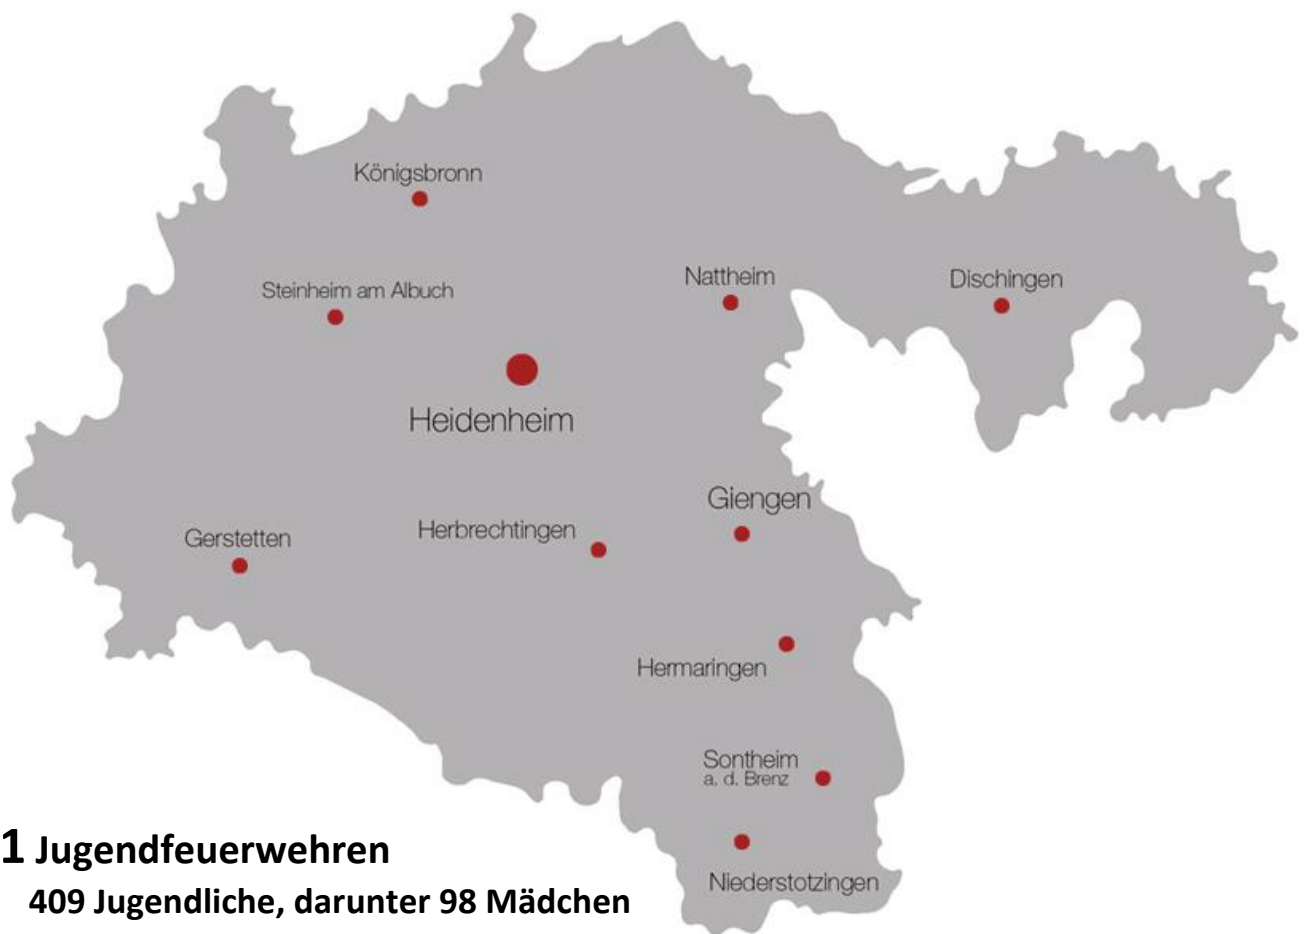 Königsbronn
Nattheim
Dischingen
Steinheim am Albuch
Heidenheim
Giengen
Herbrechtingen
Gerstetten
Hermaringen
Sontheim
a. d. Brenz
1 Jugendfeuerwehren
Niederstotzingen
409 Jugendliche, darunter 98 Mädchen